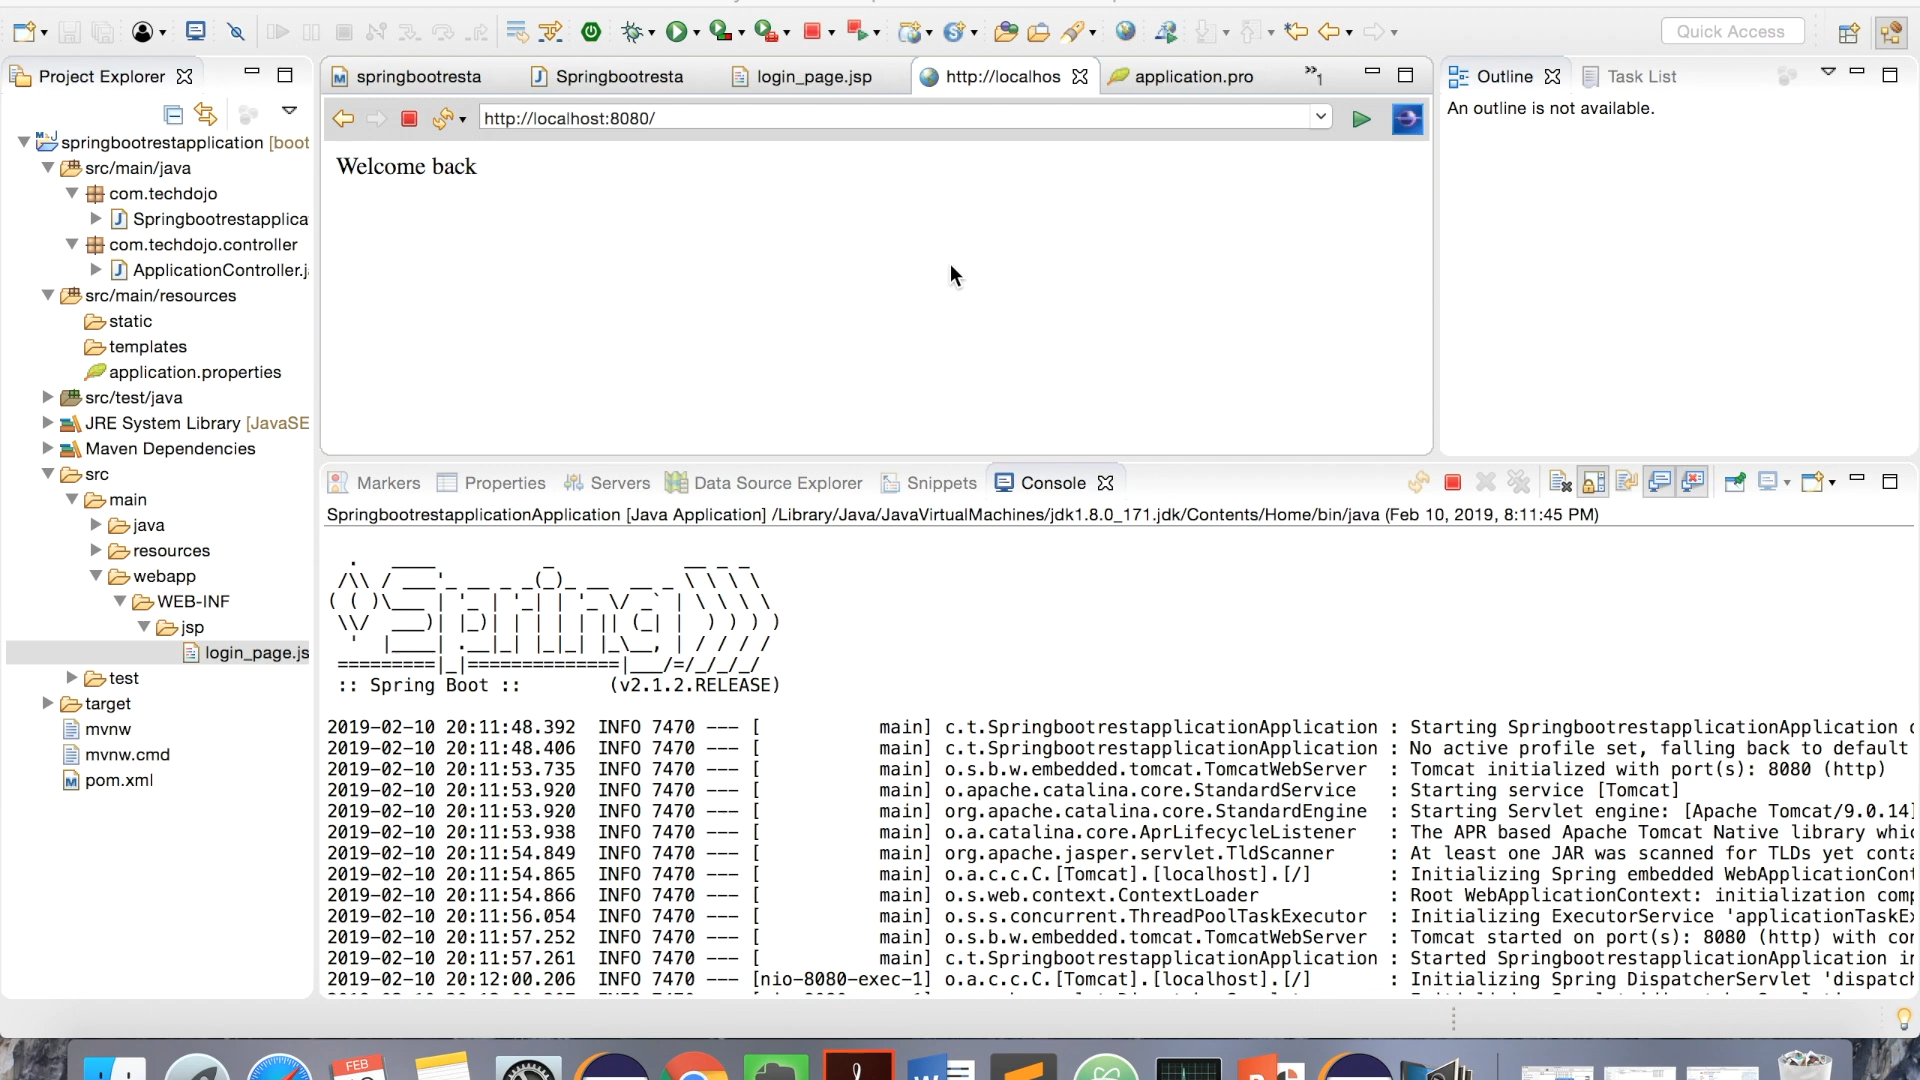 Quick Access
Project Explorer
springbootresta
Springbootresta
login_page.jsp
http://localhos
application.pro
1
Outline
Task List
http://localhost:8080/
An outline is not available.
Welcome back
springbootrestapplication [boot
src/main/java
com.techdojo
Springbootrestapplica
com.techdojo.controller
ApplicationController.j
src/main/resources
static
templates
application.properties
src/test/java
JRE System Library [JavaSE
Maven Dependencies
src
main
java
resources
webapp
WEB-INF
jsp
login_page.js
test
target
mvnw
mvnw.cmd
pom.xml
Markers
Properties
Servers
Data Source Explorer
Snippets
Console
SpringbootrestapplicationApplication [Java Application] /Library/Java/JavaVirtualMachines/jdk1.8.0_171.jdk/Contents/Home/bin/java (Feb 10, 2019, 8:11:45 PM)
Spring
:: Spring Boot :: (v2.1.2.RELEASE)
2019-02-10 20:11:48.392 INFO 7470 --- [ main] c.t.SpringbootrestapplicationApplication : Starting SpringbootrestapplicationApplication
2019-02-10 20:11:48.406 INFO 7470 --- [ main] c.t.SpringbootrestapplicationApplication : No active profile set, falling back to default
2019-02-10 20:11:53.735 INFO 7470 --- [ main] o.s.b.w.embedded.tomcat.TomcatWebServer : Tomcat initialized with port(s): 8080 (http)
2019-02-10 20:11:53.920 INFO 7470 --- [ main] o.apache.catalina.core.StandardService : Starting service [Tomcat]
2019-02-10 20:11:53.920 INFO 7470 --- [ main] org.apache.catalina.core.StandardEngine : Starting Servlet engine: [Apache Tomcat/9.0.14]
2019-02-10 20:11:53.938 INFO 7470 --- [ main] o.a.catalina.core.AprLifecycleListener : The APR based Apache Tomcat Native library whic
2019-02-10 20:11:54.849 INFO 7470 --- [ main] org.apache.jasper.servlet.TldScanner : At least one JAR was scanned for TLDs yet conta
2019-02-10 20:11:54.865 INFO 7470 --- [ main] o.a.c.c.C.[Tomcat].[localhost].[/] : Initializing Spring embedded WebApplicationCont
2019-02-10 20:11:54.866 INFO 7470 --- [ main] o.s.web.context.ContextLoader : Root WebApplicationContext: initialization comp
2019-02-10 20:11:56.054 INFO 7470 --- [ main] o.s.s.concurrent.ThreadPoolTaskExecutor : Initializing ExecutorService 'applicationTaskEx
2019-02-10 20:11:57.252 INFO 7470 --- [ main] o.s.b.w.embedded.tomcat.TomcatWebServer : Tomcat started on port(s): 8080 (http) with con
2019-02-10 20:11:57.261 INFO 7470 --- [ main] c.t.SpringbootrestapplicationApplication : Started SpringbootrestapplicationApplication in
2019-02-10 20:12:00.206 INFO 7470 --- [nio-8080-exec-1] o.a.c.c.C.[Tomcat].[localhost].[/] : Initializing Spring DispatcherServlet 'dispatch
FEB